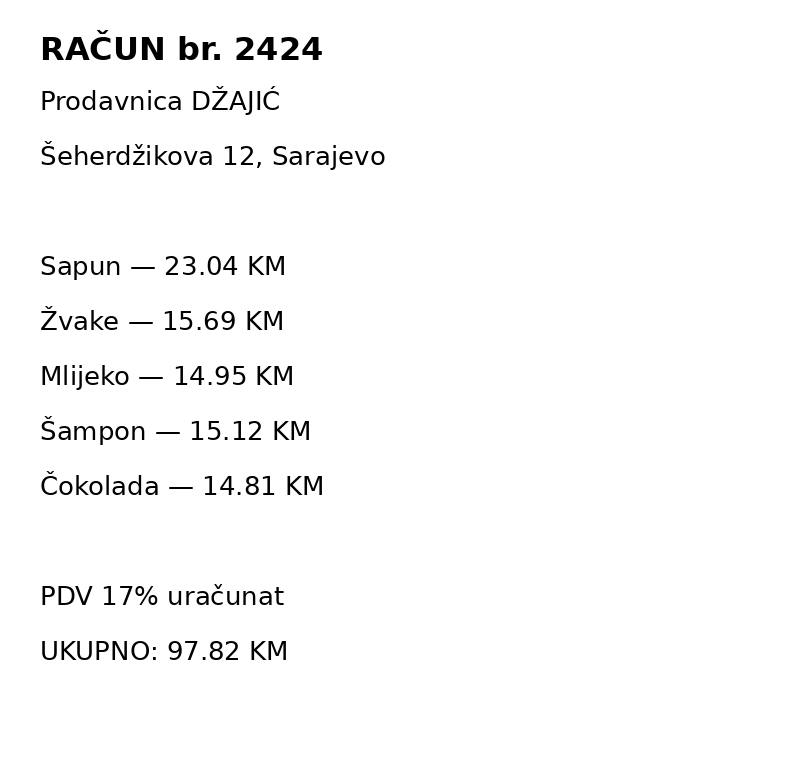 RAČUN br. 2424
Prodavnica DŽAJIĆ
Šeherdžikova 12, Sarajevo
Sapun — 23.04 KM
Žvake — 15.69 KM
Mlijeko — 14.95 KM
Šampon — 15.12 KM
Čokolada — 14.81 KM
PDV 17% uračunat
UKUPNO: 97.82 KM